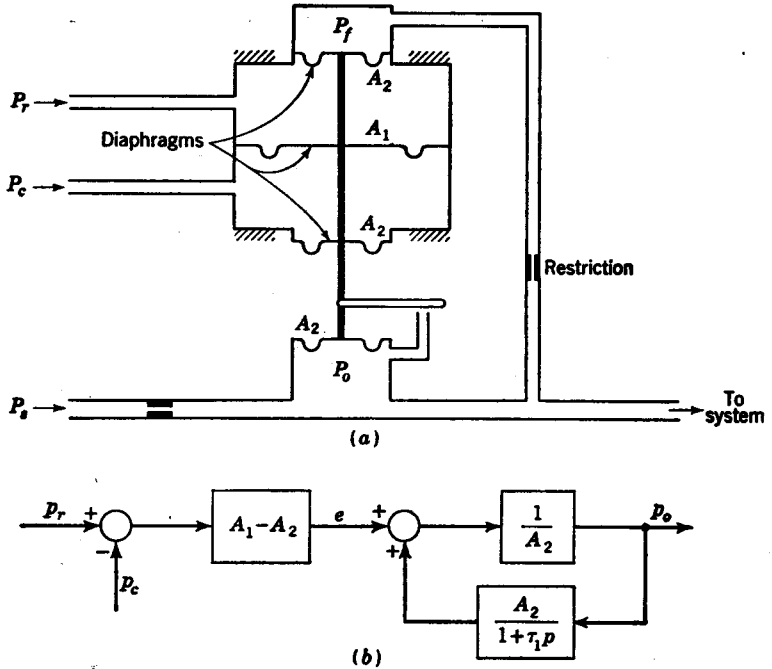 P_f
A_2
P_r
A_1
Diaphragms
P_c
A_2
Restriction
A_2
P_o
P_s
To
system
(a)
p_r + e + p_o
A_1 - A_2
1
A_2
-
+
p_c
A_2
1 + τ_1 p
(b)